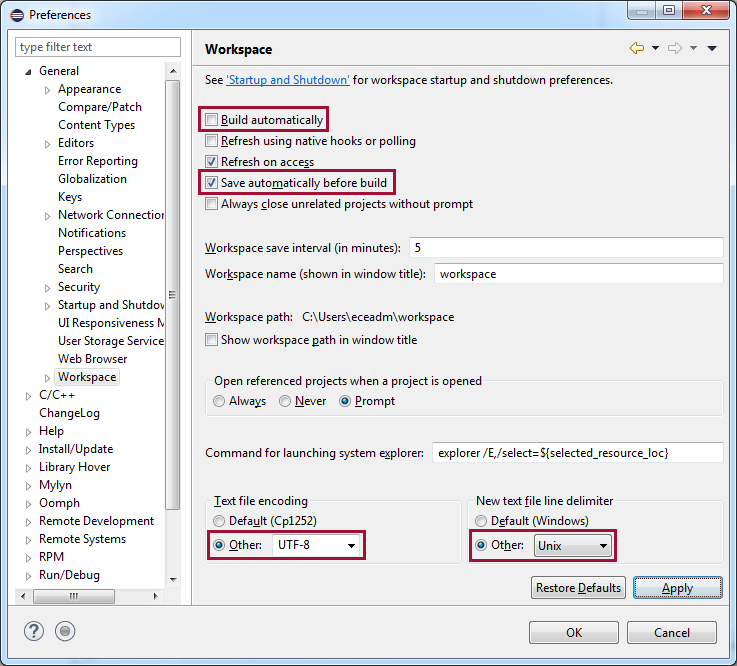 Preferences
type filter text
General
Appearance
Compare/Patch
Content Types
Editors
Error Reporting
Globalization
Keys
Network Connection
Notifications
Perspectives
Search
Security
Startup and Shutdow
UI Responsiveness M
User Storage Service
Web Browser
Workspace
C/C++
ChangeLog
Help
Install/Update
Library Hover
Mylyn
Oomph
Remote Development
Remote Systems
RPM
Run/Debug
Workspace
See 'Startup and Shutdown' for workspace startup and shutdown preferences.
Build automatically
Refresh using native hooks or polling
Refresh on access
Save automatically before build
Always close unrelated projects without prompt
Workspace save interval (in minutes): 5
Workspace name (shown in window title): workspace
Workspace path: C:\Users\eceadm\workspace
Show workspace path in window title
Open referenced projects when a project is opened
Always Never Prompt
Command for launching system explorer: explorer /E,/select=${selected_resource_loc}
Text file encoding
Default (Cp1252)
Other: UTF-8
New text file line delimiter
Default (Windows)
Other: Unix
Restore Defaults Apply
OK Cancel